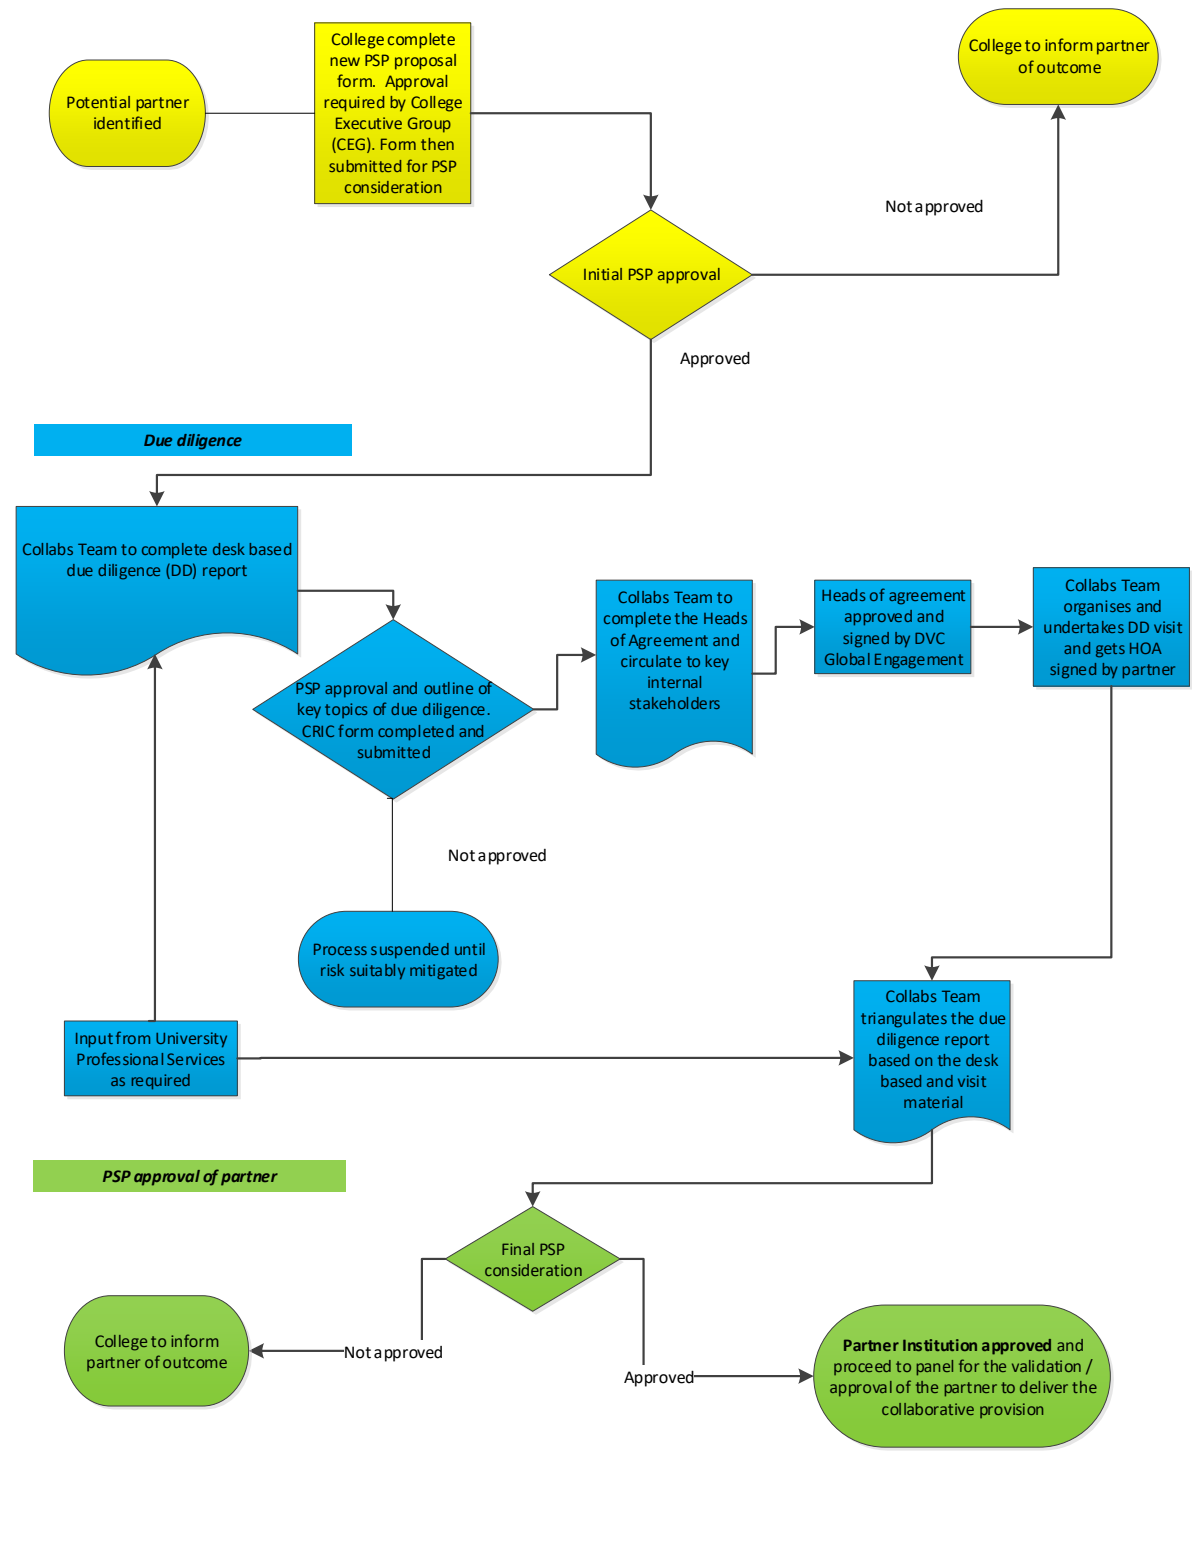 Potential partner
identified
College complete
new PSP proposal
form.  Approval
required by College
Executive Group
(CEG). Form then
submitted for PSP
consideration
College to inform partner
of outcome
Not approved
Initial PSP approval
Approved
Due diligence
Collabs Team to complete desk based
due diligence (DD) report
PSP approval and outline of
key topics of due diligence.
CRIC form completed and
submitted
Collabs Team to
complete the Heads
of Agreement and
circulate to key
internal
stakeholders
Heads of agreement
approved and
signed by DVC
Global Engagement
Collabs Team
organises and
undertakes DD visit
and gets HOA
signed by partner
Not approved
Process suspended until
risk suitably mitigated
Input from University
Professional Services
as required
Collabs Team
triangulates the due
diligence report
based on the desk
based and visit
material
PSP approval of partner
Final PSP
consideration
College to inform
partner of outcome
Not approved
Approved
Partner Institution approved and
proceed to panel for the validation /
approval of the partner to deliver the
collaborative provision